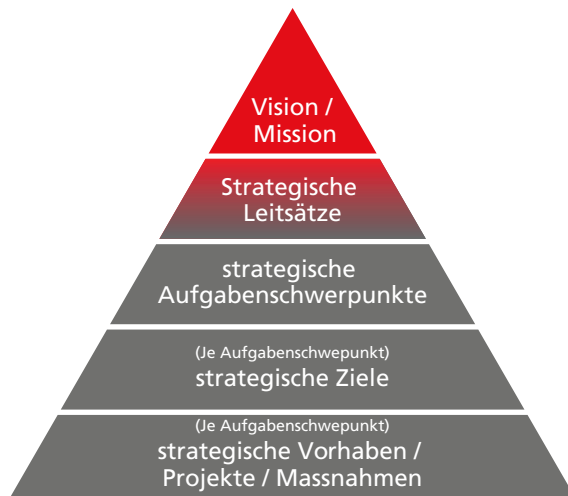 Vision /
Mission
Strategische
Leitsätze
strategische
Aufgabenschwerpunkte
(Je Aufgabenschwepunkt)
strategische Ziele
(Je Aufgabenschwepunkt)
strategische Vorhaben /
Projekte / Massnahmen